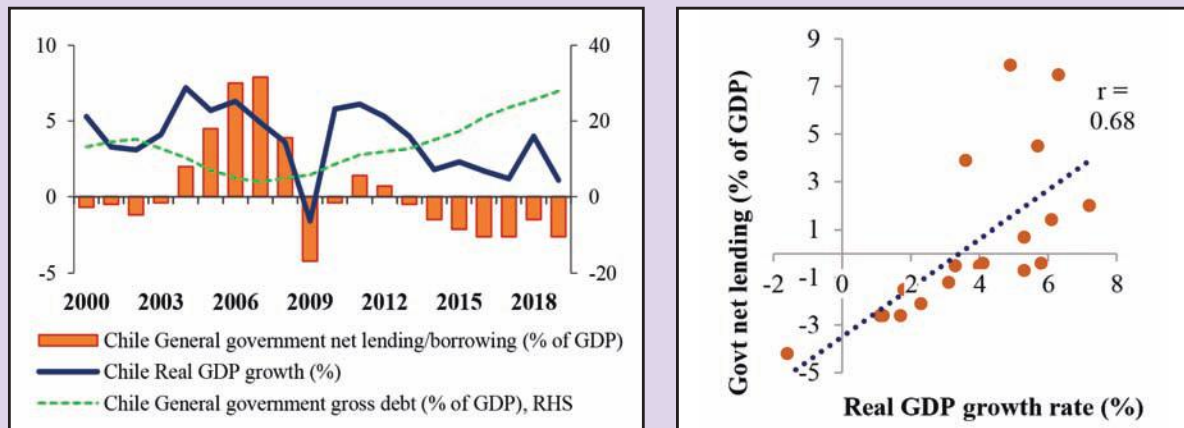 10
5
0
-5
40
20
0
-20
2000 2003 2006 2009 2012 2015 2018
Chile General government net lending/borrowing (% of GDP)
Chile Real GDP growth (%)
Chile General government gross debt (% of GDP), RHS
Govt net lending (% of GDP)
9
7
5
3
1
-1
-3
-5
-2 0 2 4 6 8
r =
0.68
Real GDP growth rate (%)